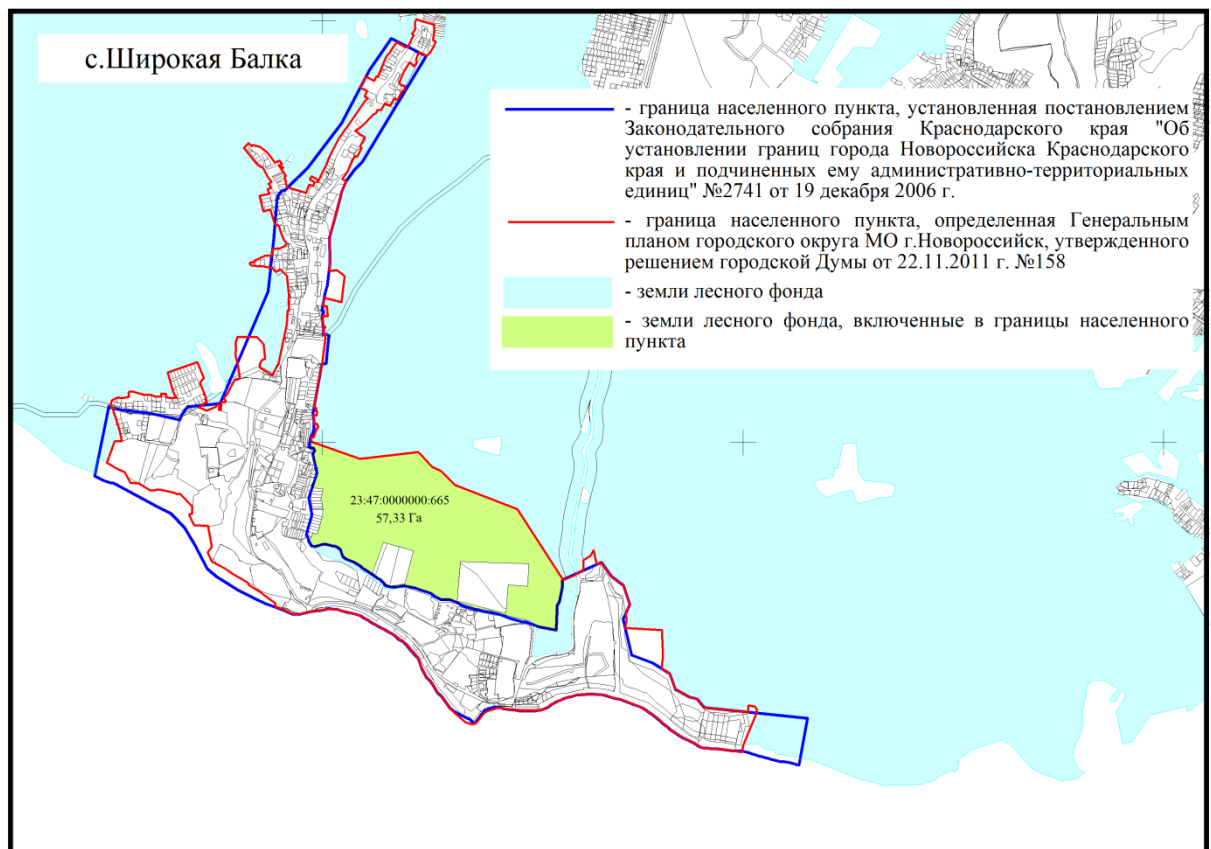 с.Широкая Балка
- граница населенного пункта, установленная постановлением
Законодательного собрания Краснодарского края "Об
установлении границ города Новороссийска Краснодарского
края и подчиненных ему административно-территориальных
единиц" №2741 от 19 декабря 2006 г.
- граница населенного пункта, определенная Генеральным
планом городского округа МО г.Новороссийск, утвержденного
решением городской Думы от 22.11.2011 г. №158
- земли лесного фонда
- земли лесного фонда, включенные в границы населенного
пункта
23:47:0000000:665
57,33 Га